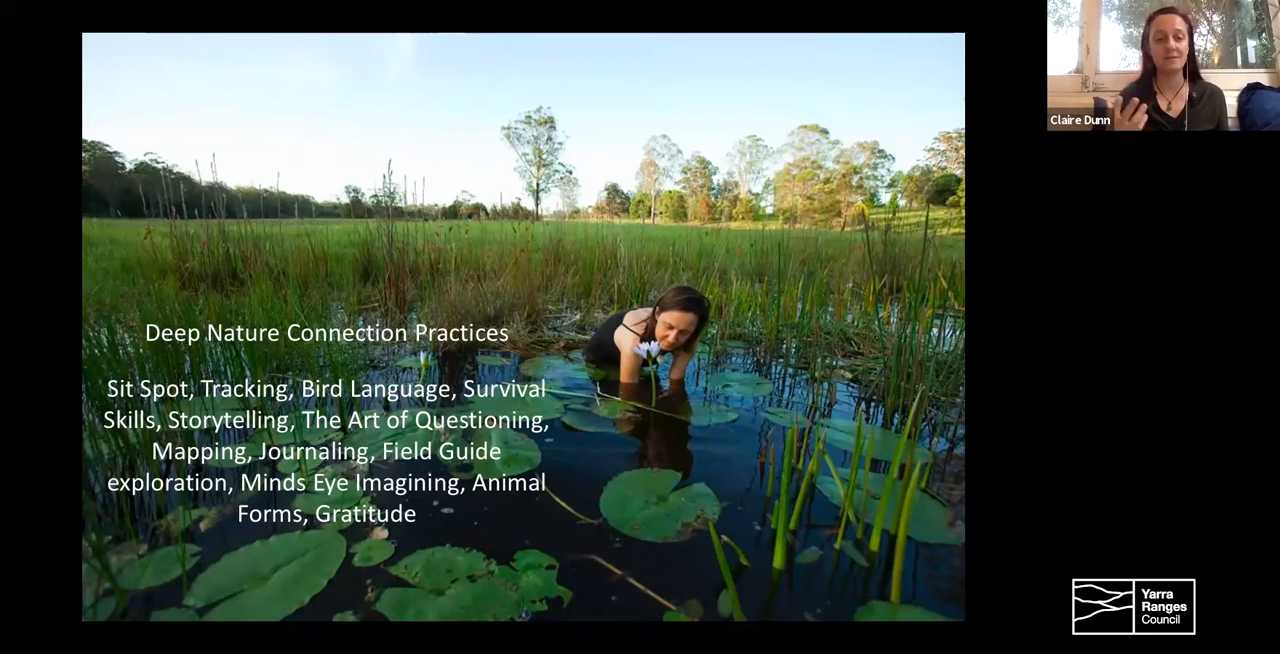 Claire Dunn
Deep Nature Connection Practices
Sit Spot, Tracking, Bird Language, Survival
Skills, Storytelling, The Art of Questioning,
Mapping, Journaling, Field Guide
exploration, Minds Eye Imagining, Animal
Forms, Gratitude
Yarra
Ranges
Council